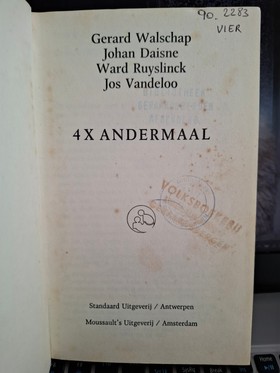 90.2283
VIER
Gerard Walschap
Johan Daisne
Ward Ruyslinck
Jos Vandeloo
4 X ANDERMAAL
Standaard Uitgeverij / Antwerpen
Moussault's Uitgeverij / Amsterdam